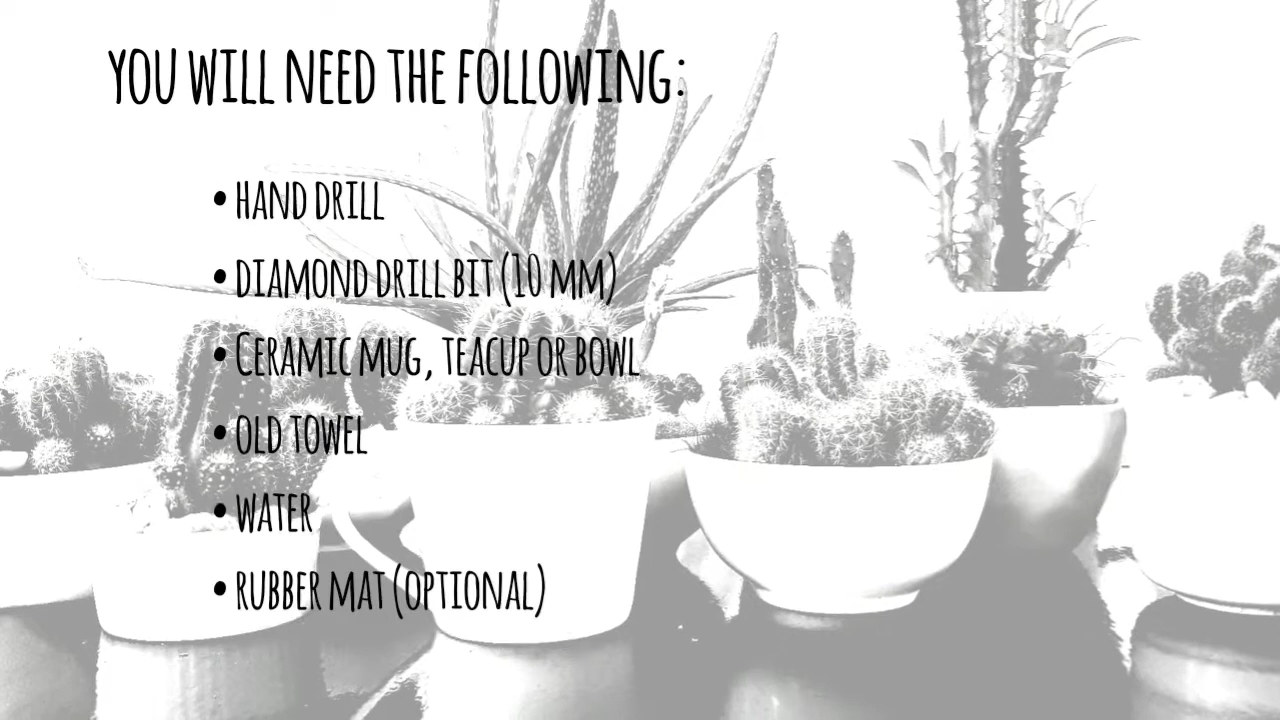 YOU WILL NEED THE FOLLOWING:
• HAND DRILL
• DIAMOND DRILL BIT (10 MM)
• CERAMIC MUG, TEACUP OR BOWL
• OLD TOWEL
• WATER
• RUBBER MAT (OPTIONAL)